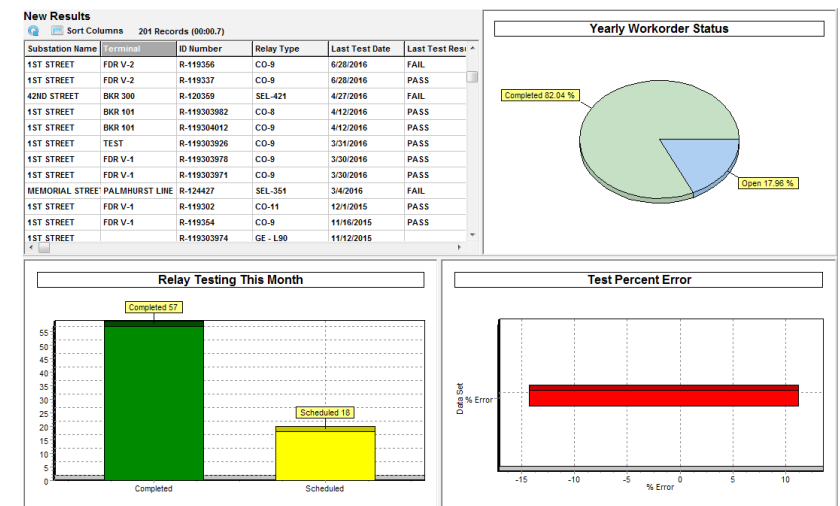 New Results
Sort Columns 201 Records (00:00.7)
Substation Name Terminal ID Number Relay Type Last Test Date Last Test Resu
1ST STREET FDR V-2 R-119356 CO-9 6/28/2016 FAIL
1ST STREET FDR V-2 R-119337 CO-9 6/28/2016 PASS
42ND STREET BKR 300 R-120359 SEL-421 4/27/2016 FAIL
1ST STREET BKR 101 R-119303982 CO-8 4/12/2016 PASS
1ST STREET BKR 101 R-119304012 CO-9 4/12/2016 PASS
1ST STREET TEST R-119303926 CO-9 3/31/2016 PASS
1ST STREET FDR V-1 R-119303978 CO-9 3/30/2016 PASS
1ST STREET FDR V-1 R-119303971 CO-9 3/30/2016 PASS
MEMORIAL STREET PALMHURST LINE R-124427 SEL-351 3/4/2016 FAIL
1ST STREET FDR V-1 R-119302 CO-11 12/1/2015 PASS
1ST STREET FDR V-1 R-119354 CO-9 11/16/2015 PASS
1ST STREET R-119303974 GE - L90 11/12/2015
Yearly Workorder Status
Completed 82.04 %
Open 17.96 %
Relay Testing This Month
Completed 57
Scheduled 18
55
50
45
40
35
30
25
20
15
10
5
0
Completed Scheduled
Test Percent Error
Data Set
% Error
-15 -10 -5 0 5 10
% Error